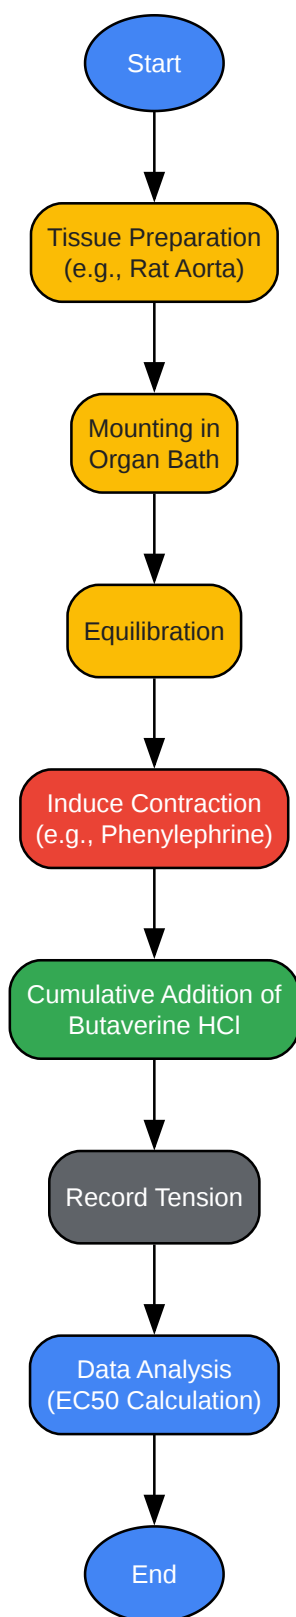 Start
Tissue Preparation
(e.g., Rat Aorta)
Mounting in
Organ Bath
Equilibration
Induce Contraction
(e.g., Phenylephrine)
Cumulative Addition of
Butaverine HCl
Record Tension
Data Analysis
(EC50 Calculation)
End